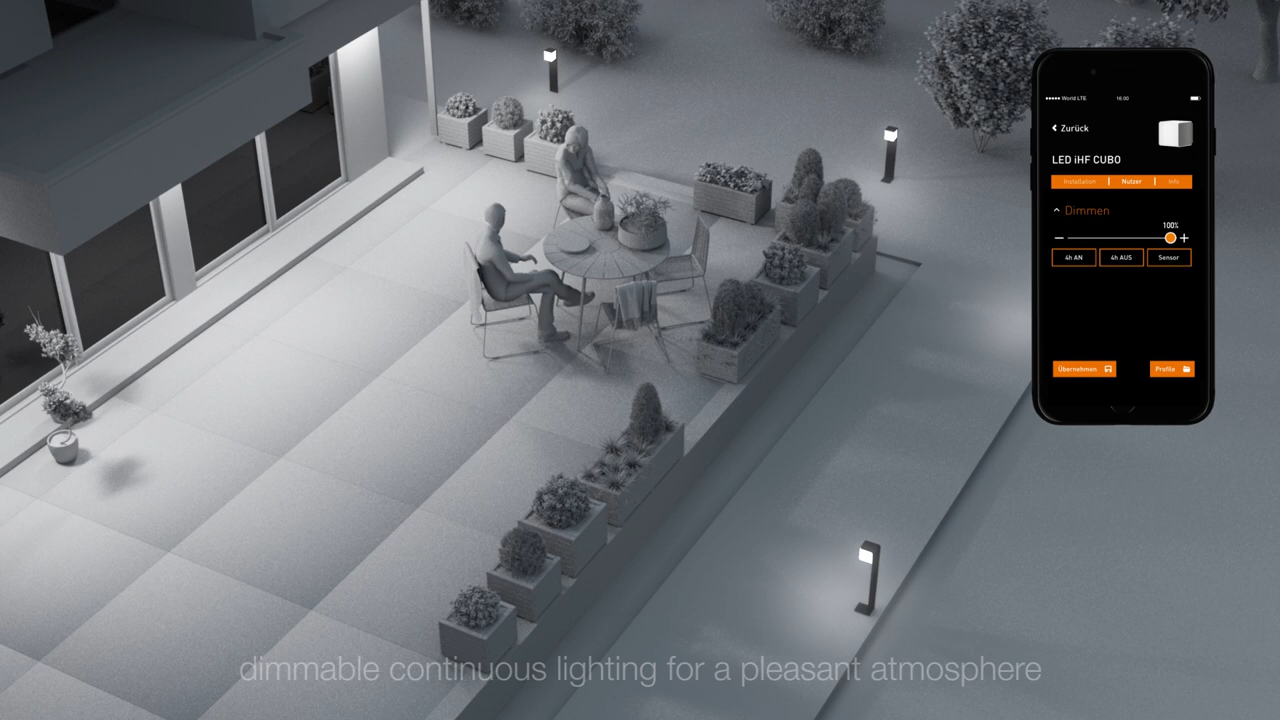 World LTE 16:00
Zurück
LED iHF CUBO
Installation Nutzer Info
Dimmen
100%
4h AN 4h AUS Sensor
Übernehmen Profile
dimmable continuous lighting for a pleasant atmosphere